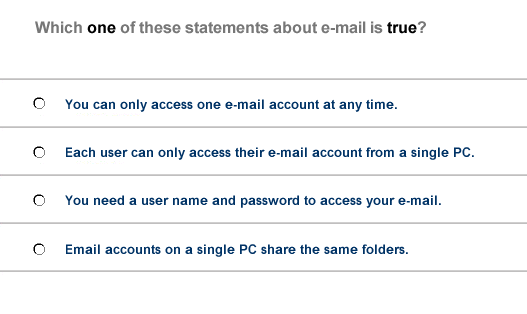 Which one of these statements about e-mail is true?
You can only access one e-mail account at any time.
Each user can only access their e-mail account from a single PC.
You need a user name and password to access your e-mail.
Email accounts on a single PC share the same folders.